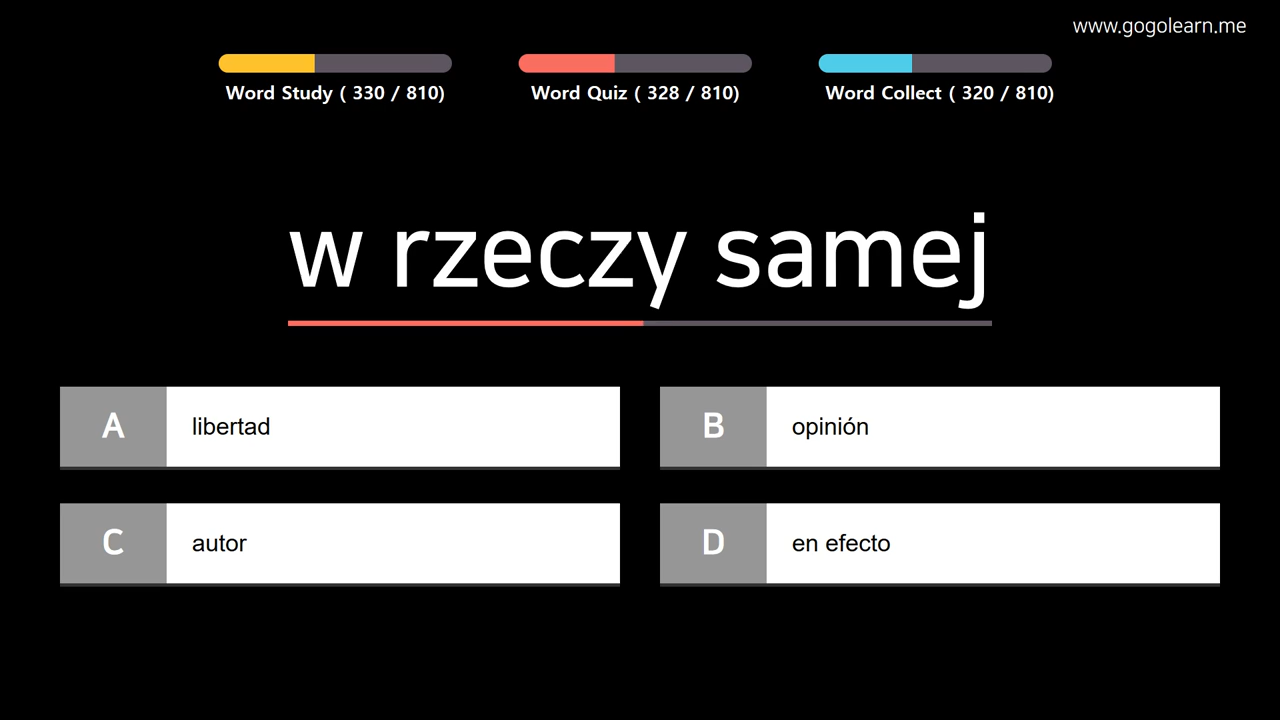 www.gogolearn.me
Word Study ( 330 / 810)
Word Quiz ( 328 / 810)
Word Collect ( 320 / 810)
w rzeczy samej
A libertad
B opinión
C autor
D en efecto